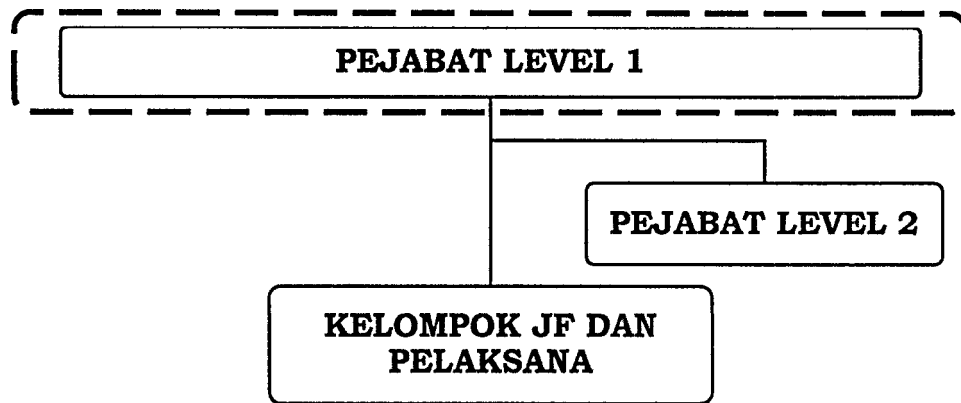 PEJABAT LEVEL 1
PEJABAT LEVEL 2
KELOMPOK JF DAN
PELAKSANA